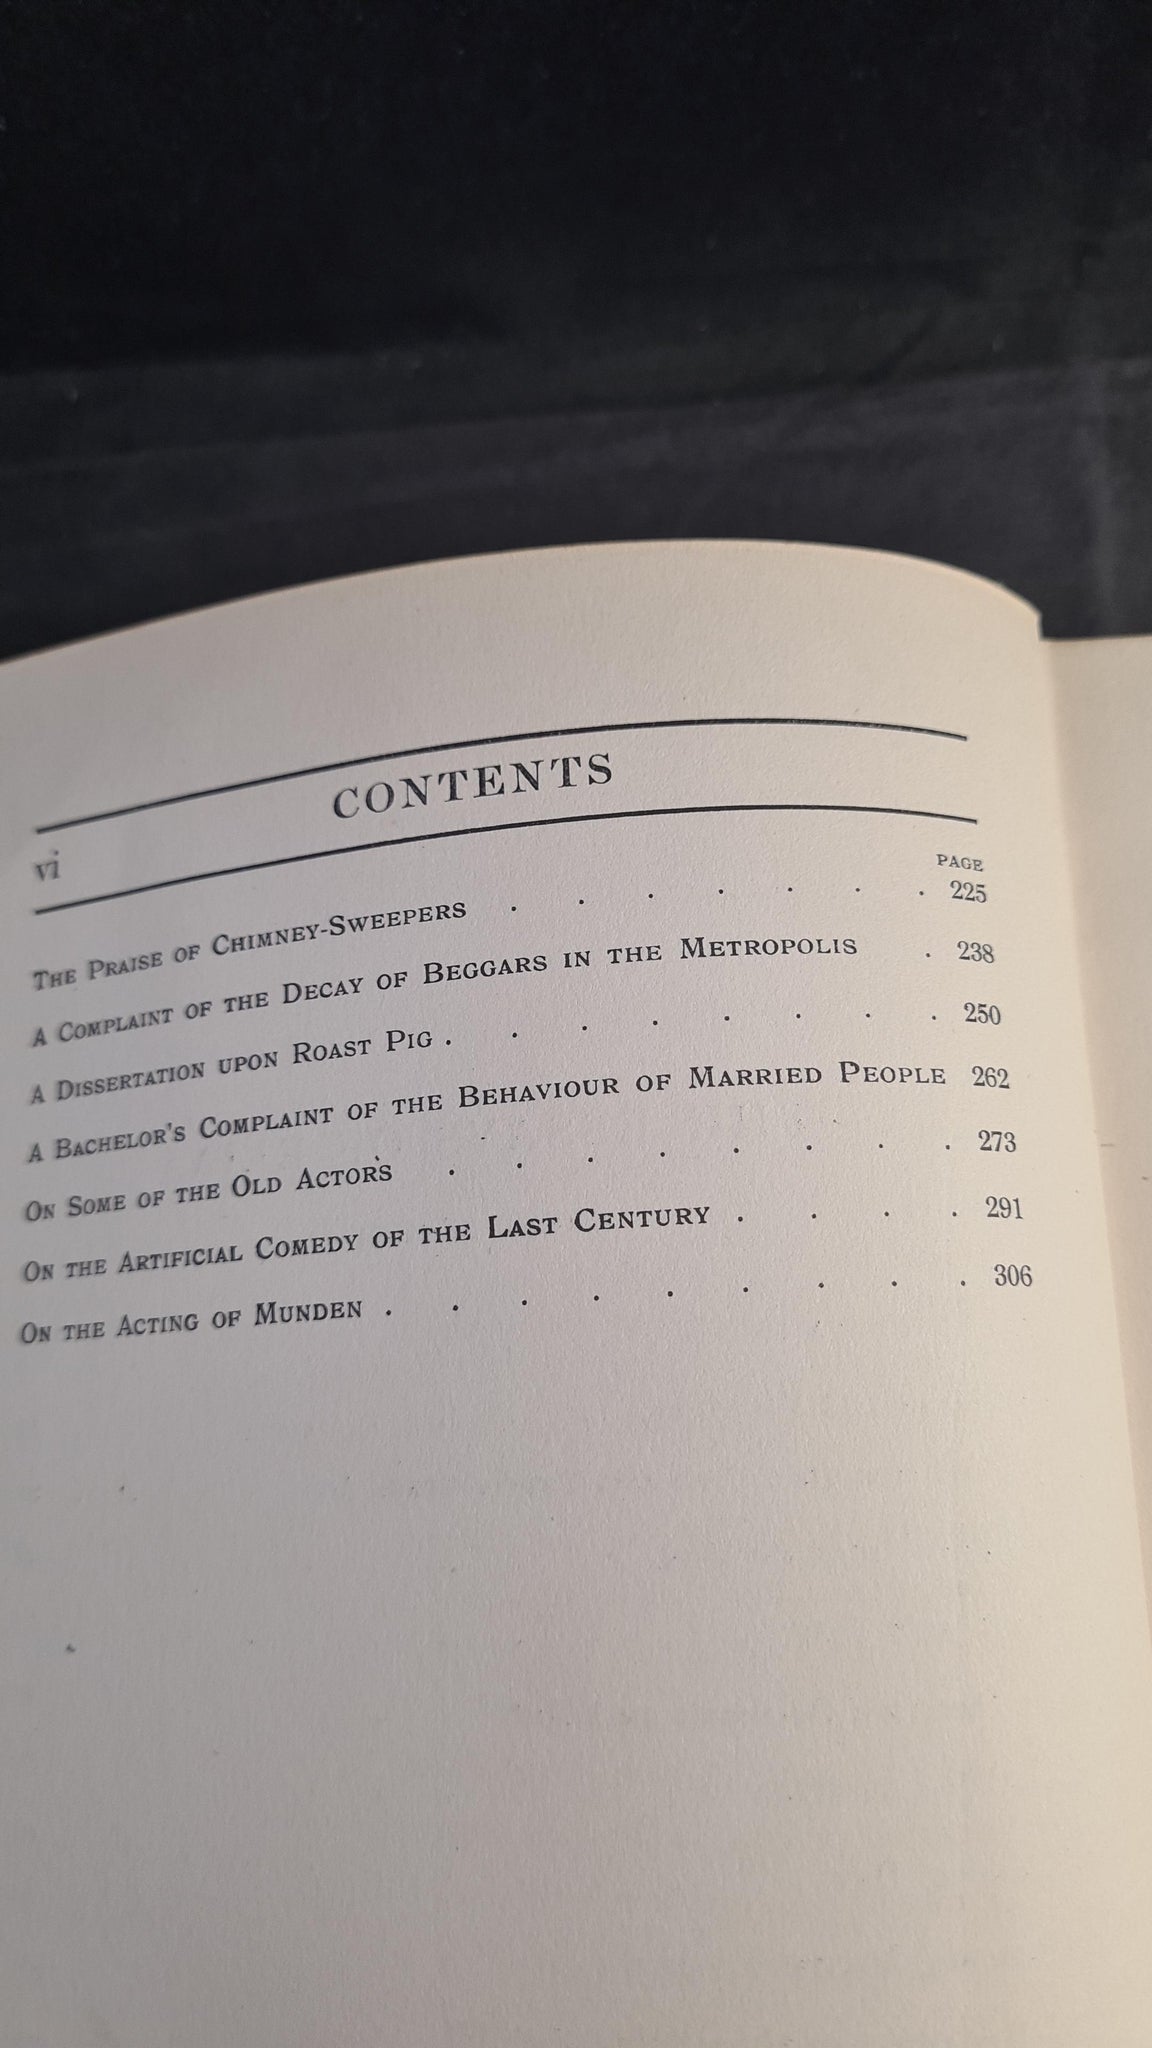 CONTENTS
vi
PAGE
THE PRAISE OF CHIMNEY-SWEEPERS . . . . . . . 225
A COMPLAINT OF THE DECAY OF BEGGARS IN THE METROPOLIS . 238
A DISSERTATION UPON ROAST PIG . . . . . . . . 250
A BACHELOR'S COMPLAINT OF THE BEHAVIOUR OF MARRIED PEOPLE 262
ON SOME OF THE OLD ACTORS . . . . . . . . 273
ON THE ARTIFICIAL COMEDY OF THE LAST CENTURY . . . . 291
ON THE ACTING OF MUNDEN . . . . . . . . . 306